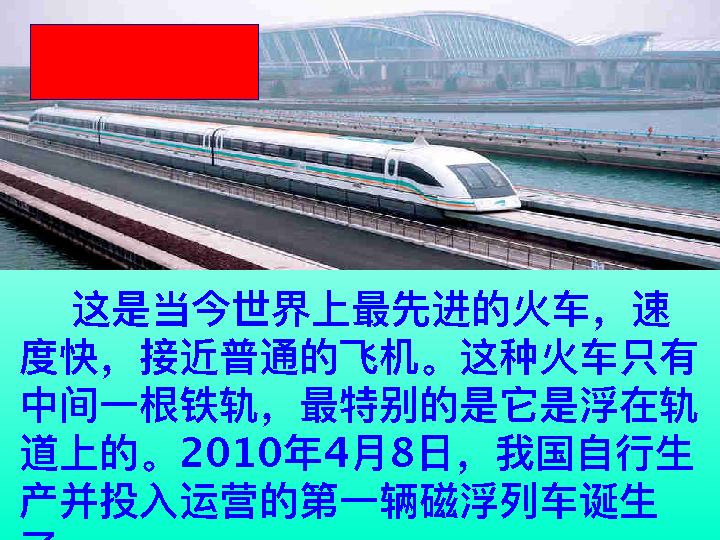 这是当今世界上最先进的火车，速
度快，接近普通的飞机。这种火车只有
中间一根铁轨，最特别的是它是浮在轨
道上的。2010年4月8日，我国自行生
产并投入运营的第一辆磁浮列车诞生